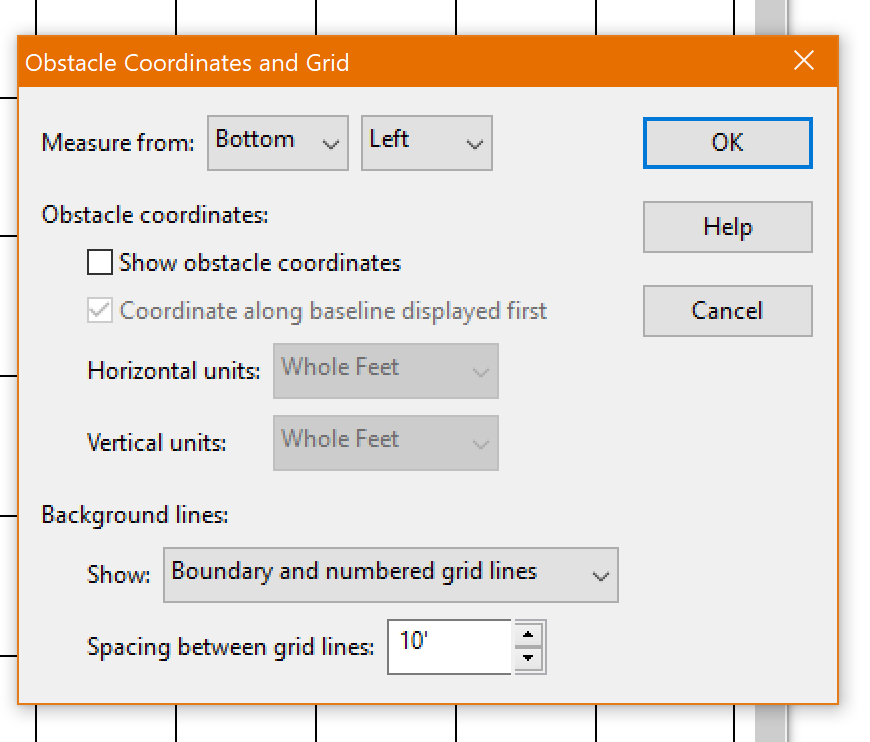 Obstacle Coordinates and Grid
Measure from: Bottom Left OK
Obstacle coordinates: Help
Show obstacle coordinates
Coordinate along baseline displayed first Cancel
Horizontal units: Whole Feet
Vertical units: Whole Feet
Background lines:
Show: Boundary and numbered grid lines
Spacing between grid lines: 10'